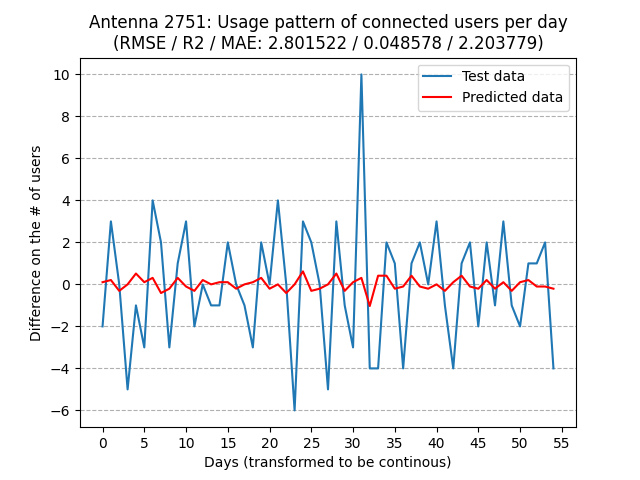 Antenna 2751: Usage pattern of connected users per day
(RMSE / R2 / MAE: 2.801522 / 0.048578 / 2.203779)
Test data
Predicted data
Difference on the # of users
10
8
6
4
2
0
−2
−4
−6
0 5 10 15 20 25 30 35 40 45 50 55
Days (transformed to be continous)